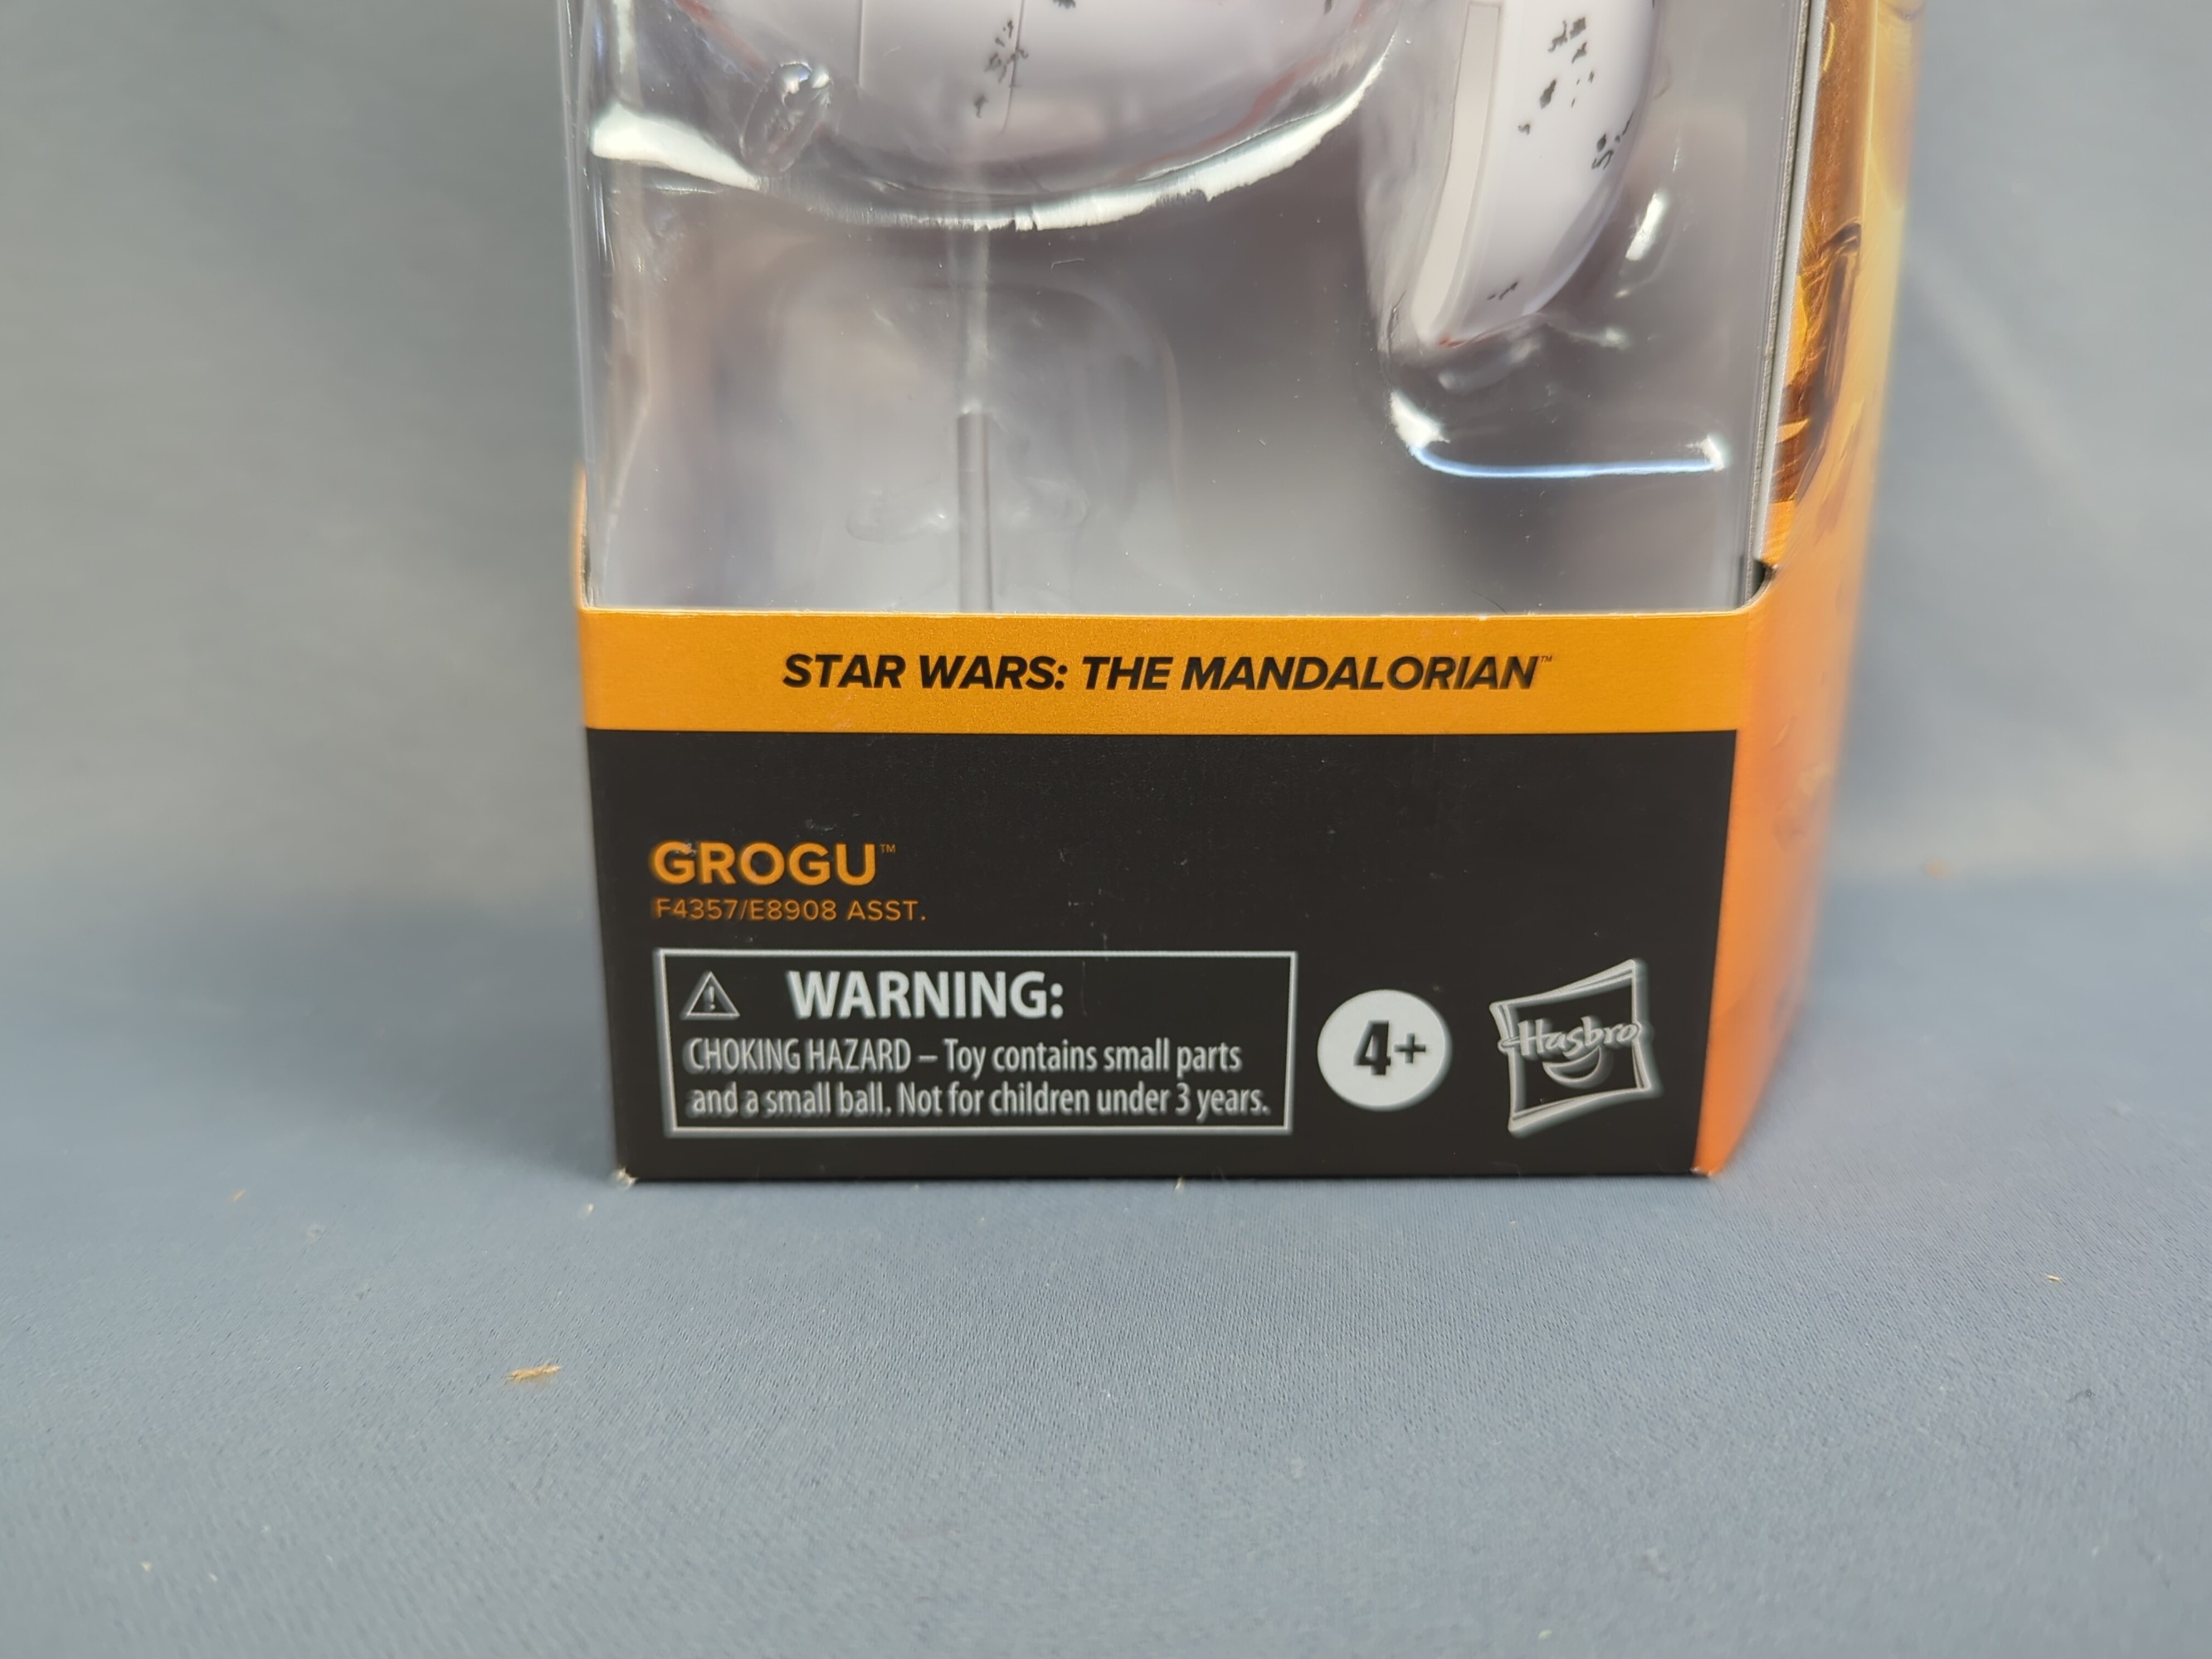 STAR WARS: THE MANDALORIAN™
GROGU™
F4357/E8908 ASST.
WARNING:
CHOKING HAZARD – Toy contains small parts
and a small ball. Not for children under 3 years.
4+
Hasbro